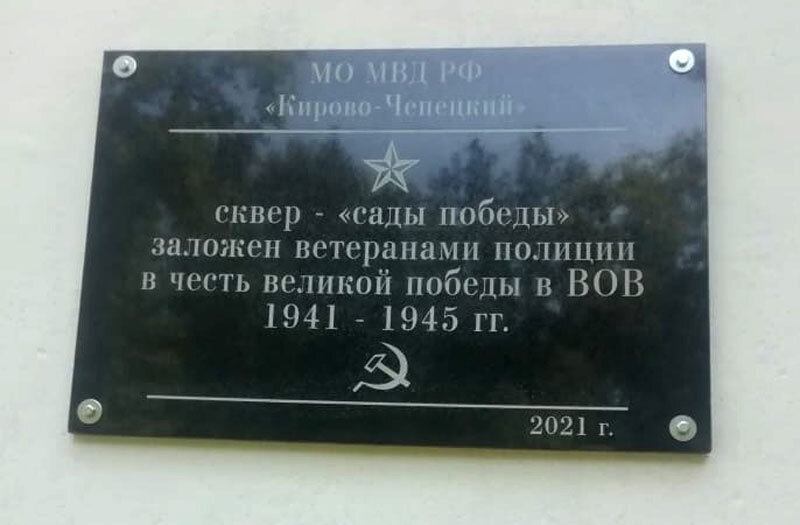 МО МВД РФ
«Кирово-Чепецкий»
сквер - «сады победы»
заложен ветеранами полиции
в честь великой победы в ВОВ
1941 - 1945 гг.
2021 г.